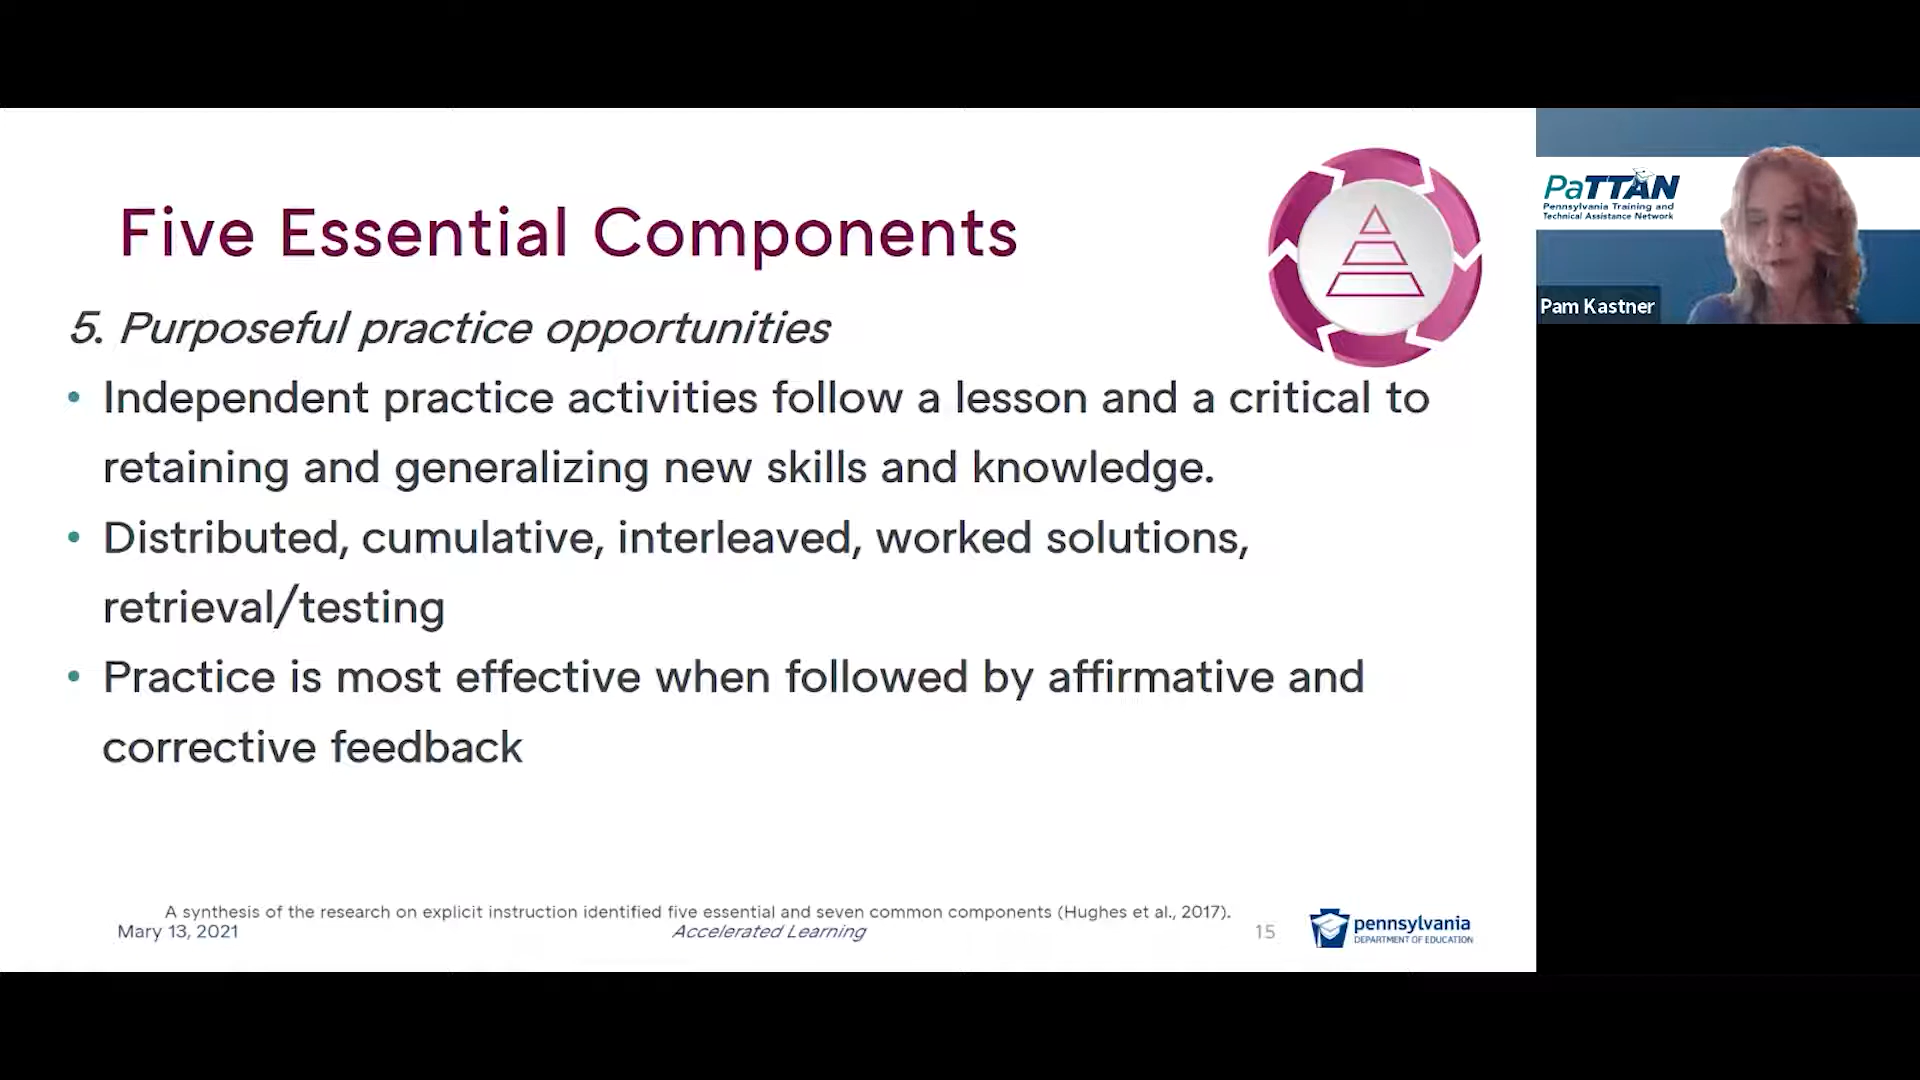 Five Essential Components
5. Purposeful practice opportunities
• Independent practice activities follow a lesson and a critical to
retaining and generalizing new skills and knowledge.
• Distributed, cumulative, interleaved, worked solutions,
retrieval/testing
• Practice is most effective when followed by affirmative and
corrective feedback
A synthesis of the research on explicit instruction identified five essential and seven common components (Hughes et al., 2017).
Mary 13, 2021
Accelerated Learning
15
pennsylvania
DEPARTMENT OF EDUCATION
PaTTAN
Pennsylvania Training and
Technical Assistance Network
Pam Kastner